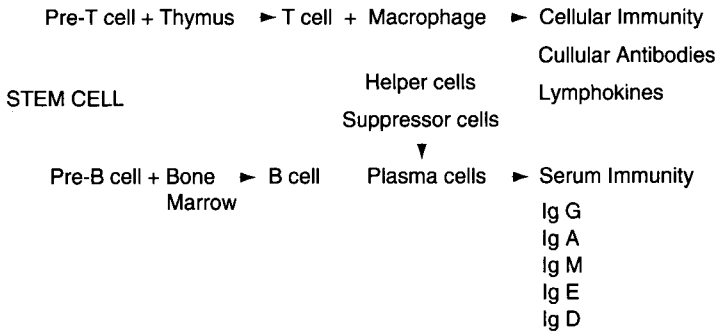 Pre-T cell + Thymus ► T cell + Macrophage ► Cellular Immunity
Cullular Antibodies
Helper cells
Lymphokines
STEM CELL
Suppressor cells
▼
Pre-B cell + Bone ► B cell Plasma cells ► Serum Immunity
Marrow
Ig G
Ig A
Ig M
Ig E
Ig D